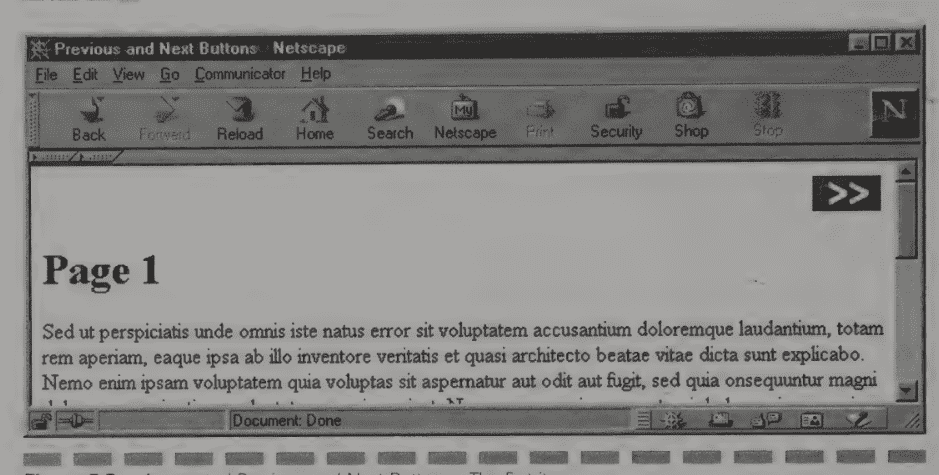 Previous and Next Buttons - Netscape
File Edit View Go Communicator Help
Back Forward Reload Home Search Netscape Print Security Shop Stop
My
N
>>
Page 1
Sed ut perspiciatis unde omnis iste natus error sit voluptatem accusantium doloremque laudantium, totam
rem aperiam, eaque ipsa ab illo inventore veritatis et quasi architecto beatae vitae dicta sunt explicabo.
Nemo enim ipsam voluptatem quia voluptas sit aspernatur aut odit aut fugit, sed quia onsequuntur magni
Document: Done